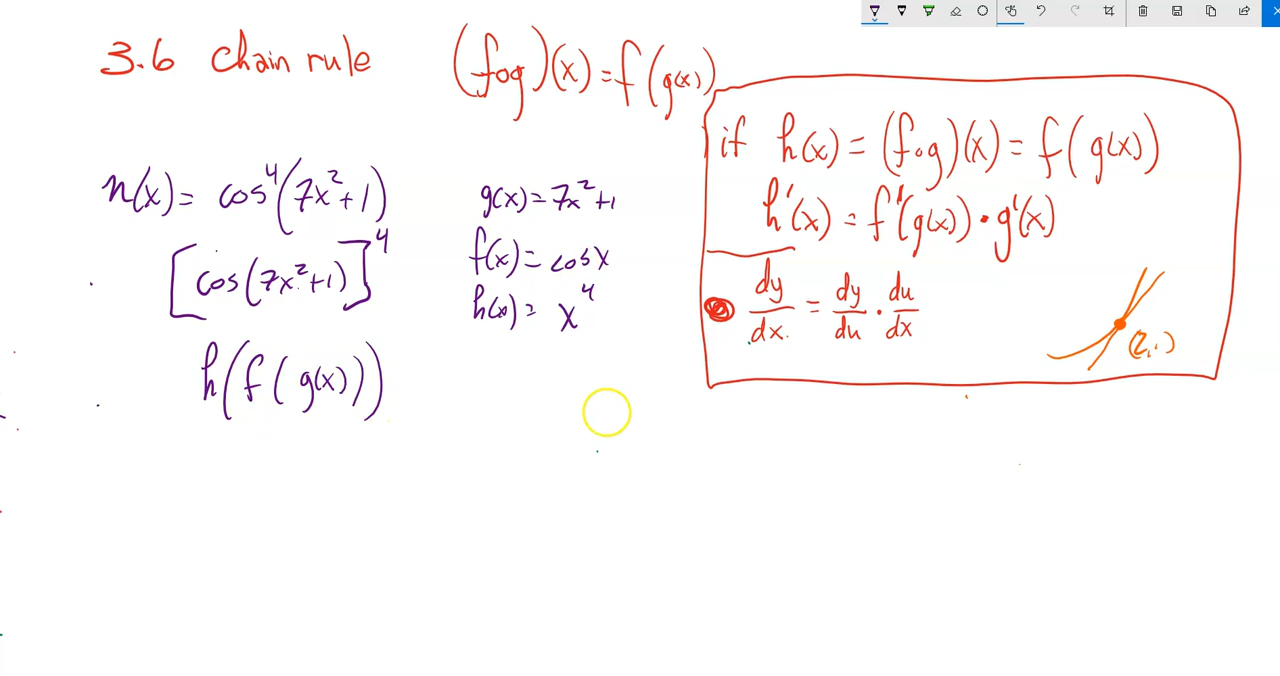 3.6 chain rule (f∘g)(x) = f(g(x))
n(x) = cos⁴(7x²+1)
[cos(7x²+1)]⁴
h(f(g(x)))
g(x) = 7x²+1
f(x) = cosx
h(x) = x⁴
if h(x) = (f∘g)(x) = f(g(x))
h'(x) = f'(g(x)) · g'(x)
dy/dx = dy/du · du/dx